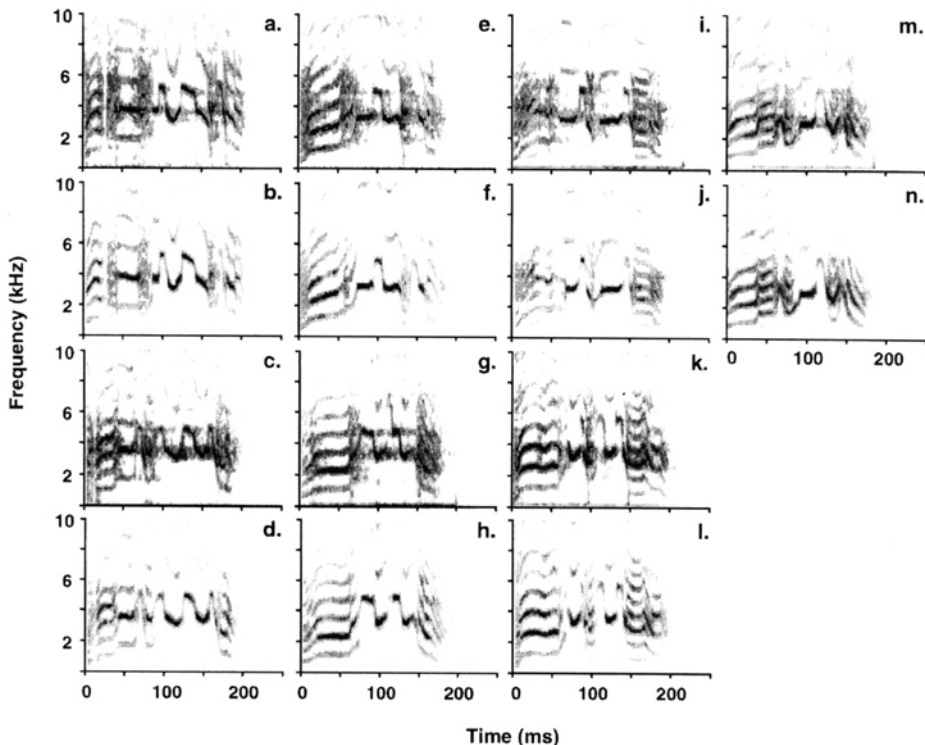 10 a. e. i. m.
6
2
10 b. f. j. n.
6
2
0 100 200
10 c. g. k.
6
2
10 d. h. l.
6
2
0 100 200 0 100 200 0 100 200
Frequency (kHz)
Time (ms)